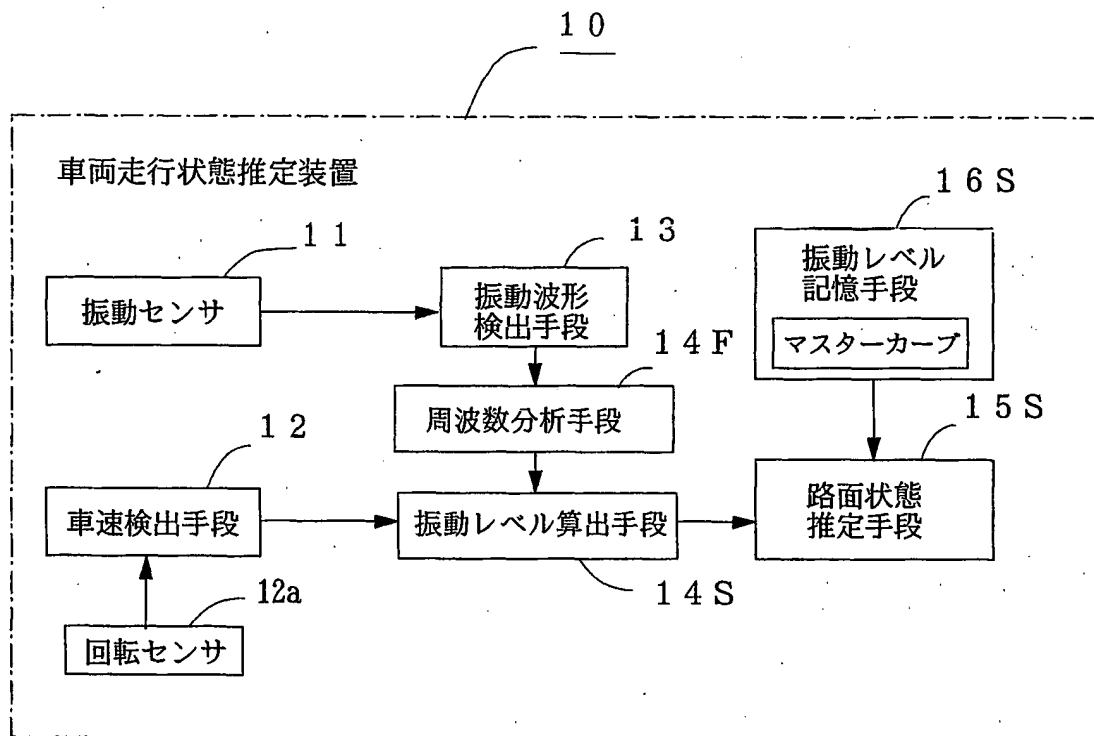 １０
車両走行状態推定装置
１１
振動センサ
１３
振動波形
検出手段
１６S
振動レベル
記憶手段
マスターカーブ
１４F
周波数分析手段
１２
車速検出手段
振動レベル算出手段
１４S
１５S
路面状態
推定手段
12a
回転センサ